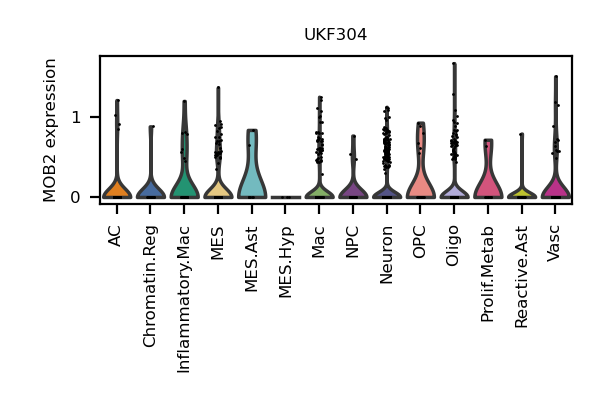 UKF304
MOB2 expression
1
0
AC
Chromatin.Reg
Inflammatory.Mac
MES
MES.Ast
MES.Hyp
Mac
NPC
Neuron
OPC
Oligo
Prolif.Metab
Reactive.Ast
Vasc